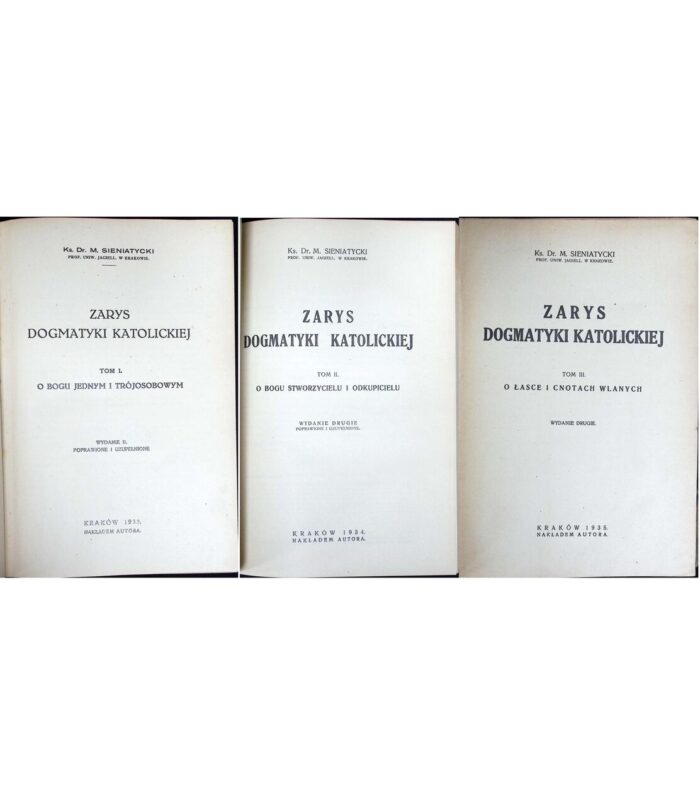 Ks. Dr. M. SIENIATYCKI
PROF. UNIW. JAGIELL. W KRAKOWIE.
ZARYS
DOGMATYKI KATOLICKIEJ
TOM I.
O BOGU JEDNYM I TRÓJOSOBOWYM
WYDANIE II.
POPRAWIONE I UZUPEŁNIONE
KRAKÓW
NAKŁADEM AUTORA.
Ks. Dr. M. SIENIATYCKI
PROF. UNIW. JAGIELL. W KRAKOWIE.
ZARYS
DOGMATYKI KATOLICKIEJ
TOM II.
O BOGU STWORZYCIELU I ODKUPICIELU
WYDANIE DRUGIE
POPRAWIONE I UZUPEŁNIONE.
KRAKÓW 1934.
NAKŁADEM AUTORA.
Ks. Dr. M. SIENIATYCKI
PROF. UNIW. JAGIELL. W KRAKOWIE.
ZARYS
DOGMATYKI KATOLICKIEJ
TOM III.
O ŁASCE I CNOTACH WLANYCH
WYDANIE DRUGIE.
KRAKÓW 1935.
NAKŁADEM AUTORA.